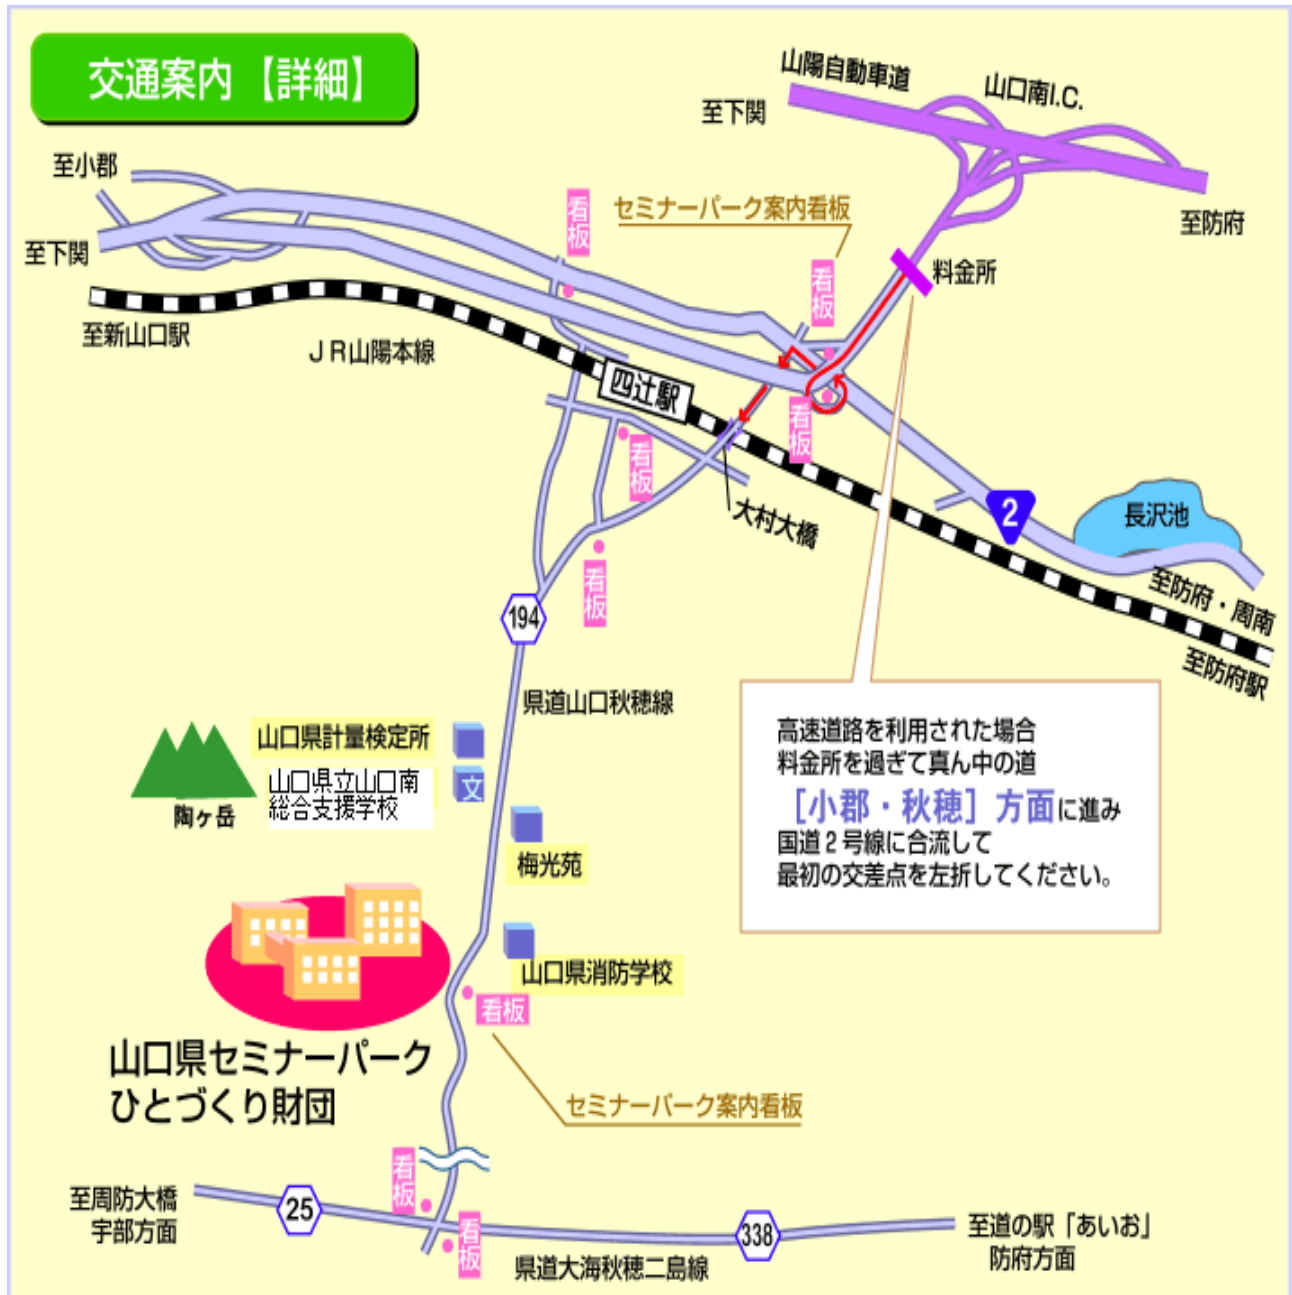 交通案内【詳細】
山陽自動車道
山口南I.C.
至下関
至防府
至小郡
至下関
看板
セミナーパーク案内看板
看板
料金所
至新山口駅
ＪＲ山陽本線
四辻駅
看板
看板
大村大橋
2
長沢池
至防府・周南
至防府駅
看板
194
県道山口秋穂線
高速道路を利用された場合
料金所を過ぎて真ん中の道
［小郡・秋穂］方面に進み
国道２号線に合流して
最初の交差点を左折してください。
山口県計量検定所
山口県立山口南
総合支援学校
文
陶ヶ岳
梅光苑
山口県消防学校
看板
山口県セミナーパーク
ひとづくり財団
セミナーパーク案内看板
看板
至周防大橋
宇部方面
25
看板
県道大海秋穂二島線
338
至道の駅「あいお」
防府方面